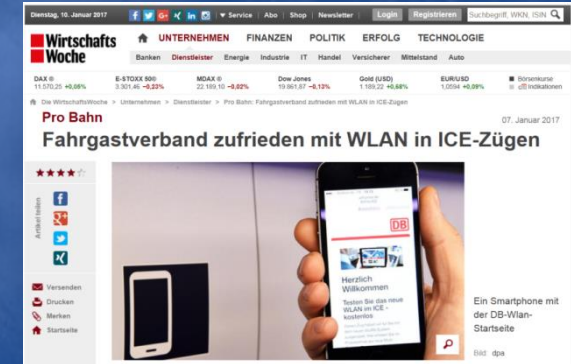 Dienstag, 10. Januar 2017
Service | Abo | Shop | Newsletter
Login
Registrieren
Suchbegriff, WKN, ISIN
Wirtschafts
Woche
UNTERNEHMEN FINANZEN POLITIK ERFOLG TECHNOLOGIE
Banken Dienstleister Energie Industrie IT Handel Versicherer Mittelstand Auto
DAX ® E-STOXX 50® MDAX ® Dow Jones Gold (USD) EUR/USD Börsenkurse
11.570,25 +0,05% 3.301,46 -0,23% 22.189,10 -0,02% 19.961,87 -0,13% 1.189,22 +0,68% 1,0594 +0,09% Indikationen
Die WirtschaftsWoche > Unternehmen > Dienstleister > Pro Bahn: Fahrgastverband zufrieden mit WLAN in ICE-Zügen
Pro Bahn
07. Januar 2017
Fahrgastverband zufrieden mit WLAN in ICE-Zügen
Artikel teilen
Versenden
Drucken
Merken
Startseite
DB
Herzlich
Willkommen
Testen Sie das neue
WLAN im ICE -
kostenlos
Ein Smartphone mit
der DB-Wlan-
Startseite
Bild: dpa